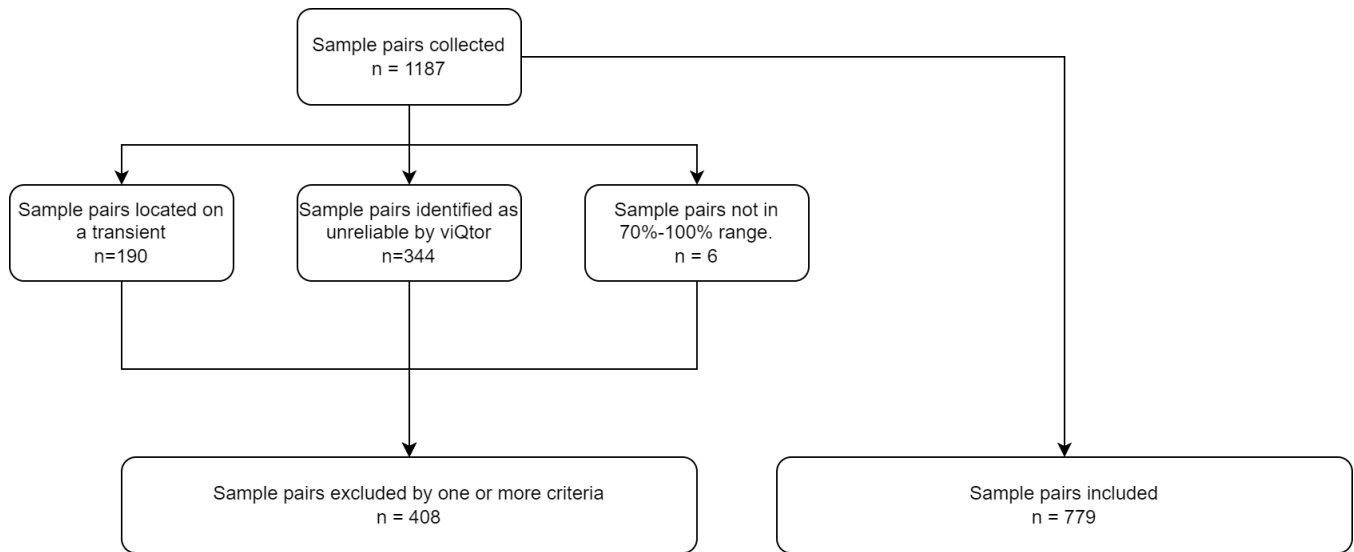 Sample pairs collected
n = 1187
Sample pairs located on
a transient
n=190
Sample pairs identified as
unreliable by viQtor
n=344
Sample pairs not in
70%-100% range.
n = 6
Sample pairs excluded by one or more criteria
n = 408
Sample pairs included
n = 779